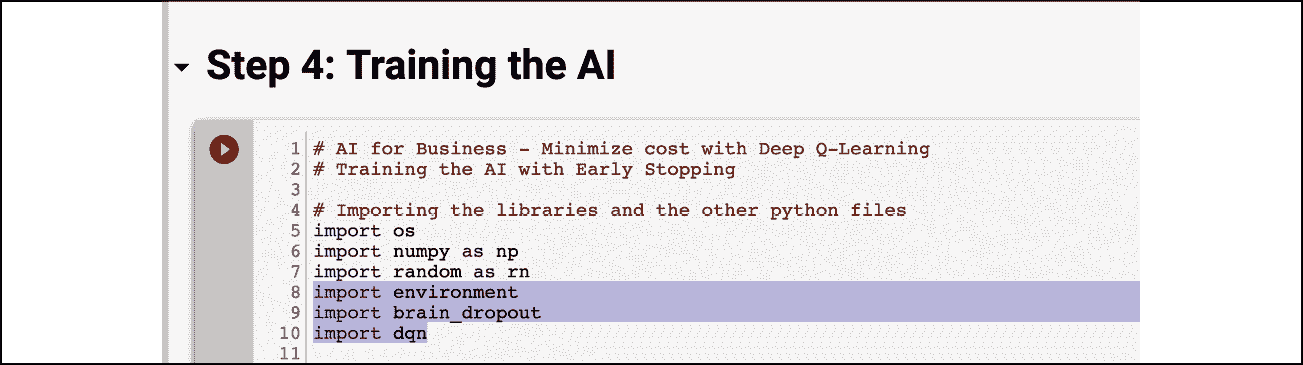 Step 4: Training the AI
1 # AI for Business - Minimize cost with Deep Q-Learning
2 # Training the AI with Early Stopping
3
4 # Importing the libraries and the other python files
5 import os
6 import numpy as np
7 import random as rn
8 import environment
9 import brain_dropout
10 import dqn
11